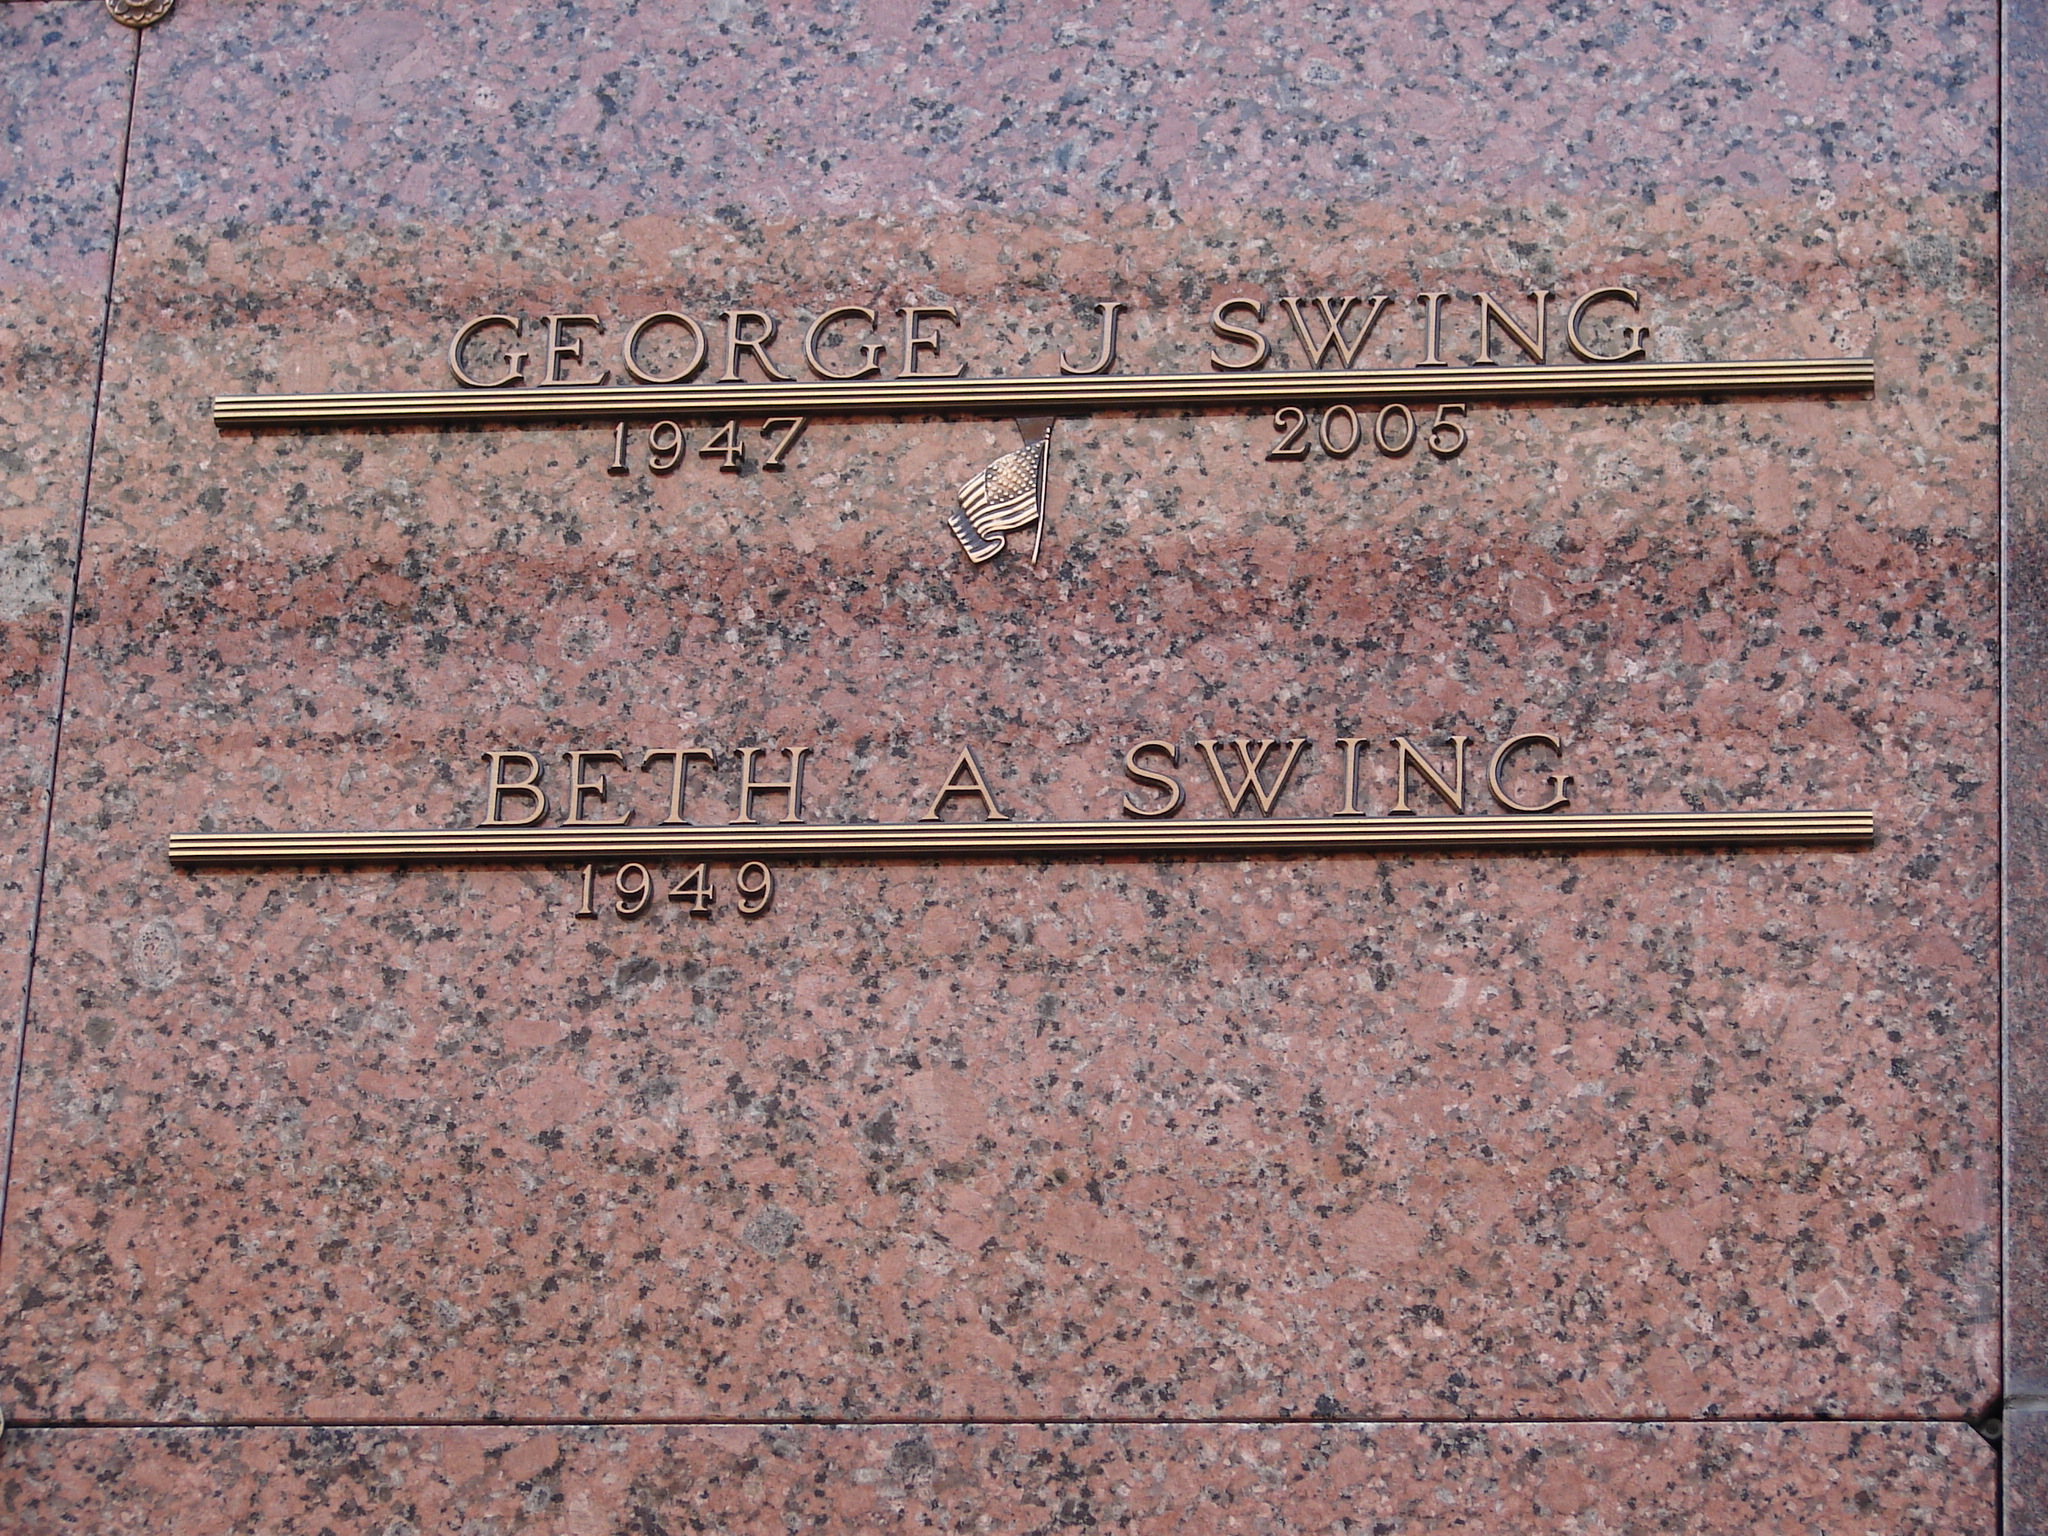 GEORGE J SWING
1947 2005
BETH A SWING
1949